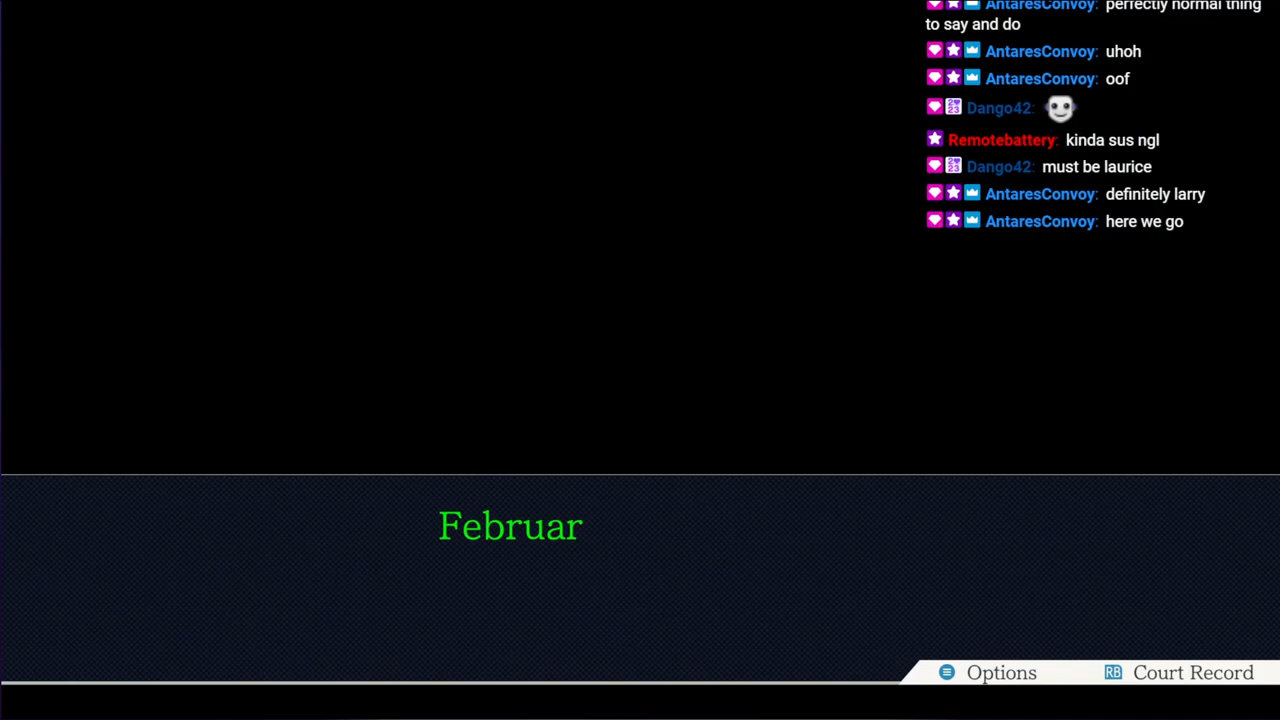 AntaresConvoy: perfectly normal thing
to say and do
AntaresConvoy: uhoh
AntaresConvoy: oof
Dango42:
Remotebattery: kinda sus ngl
Dango42: must be laurice
AntaresConvoy: definitely larry
AntaresConvoy: here we go
Februar
Options
RB Court Record